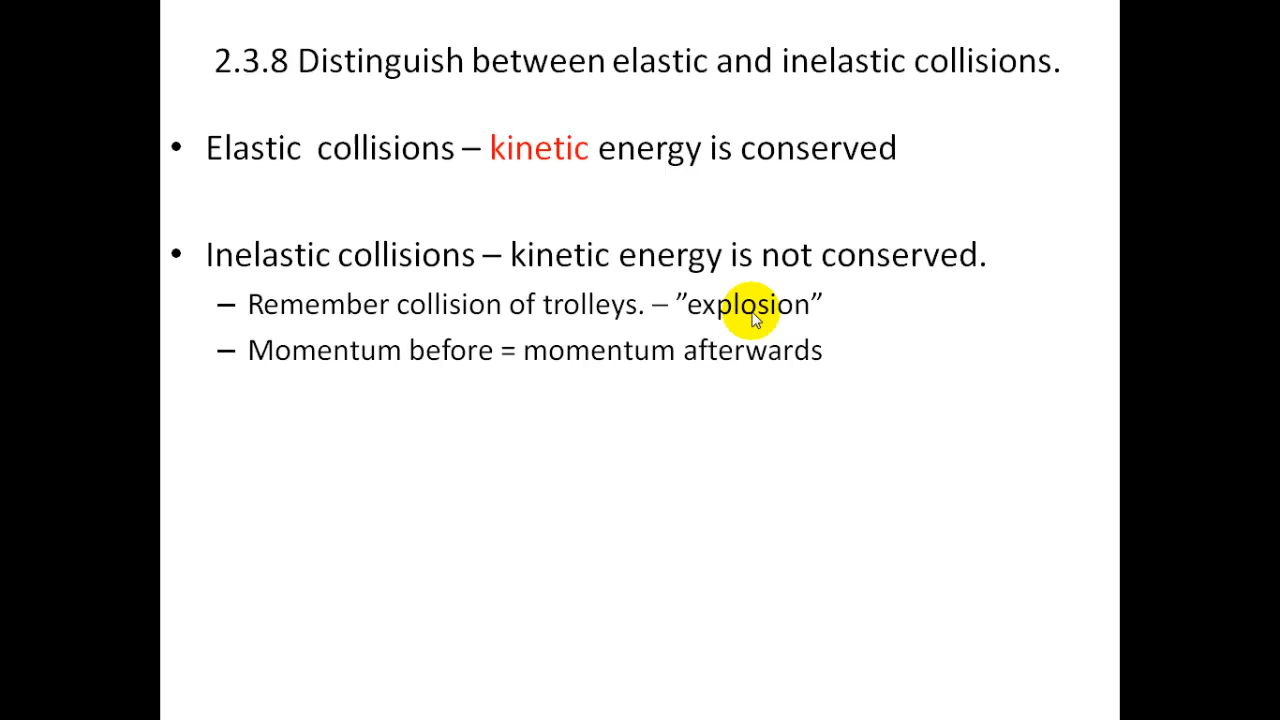 2.3.8 Distinguish between elastic and inelastic collisions.
• Elastic  collisions – kinetic energy is conserved
• Inelastic collisions – kinetic energy is not conserved.
– Remember collision of trolleys. – ”explosion”
– Momentum before = momentum afterwards